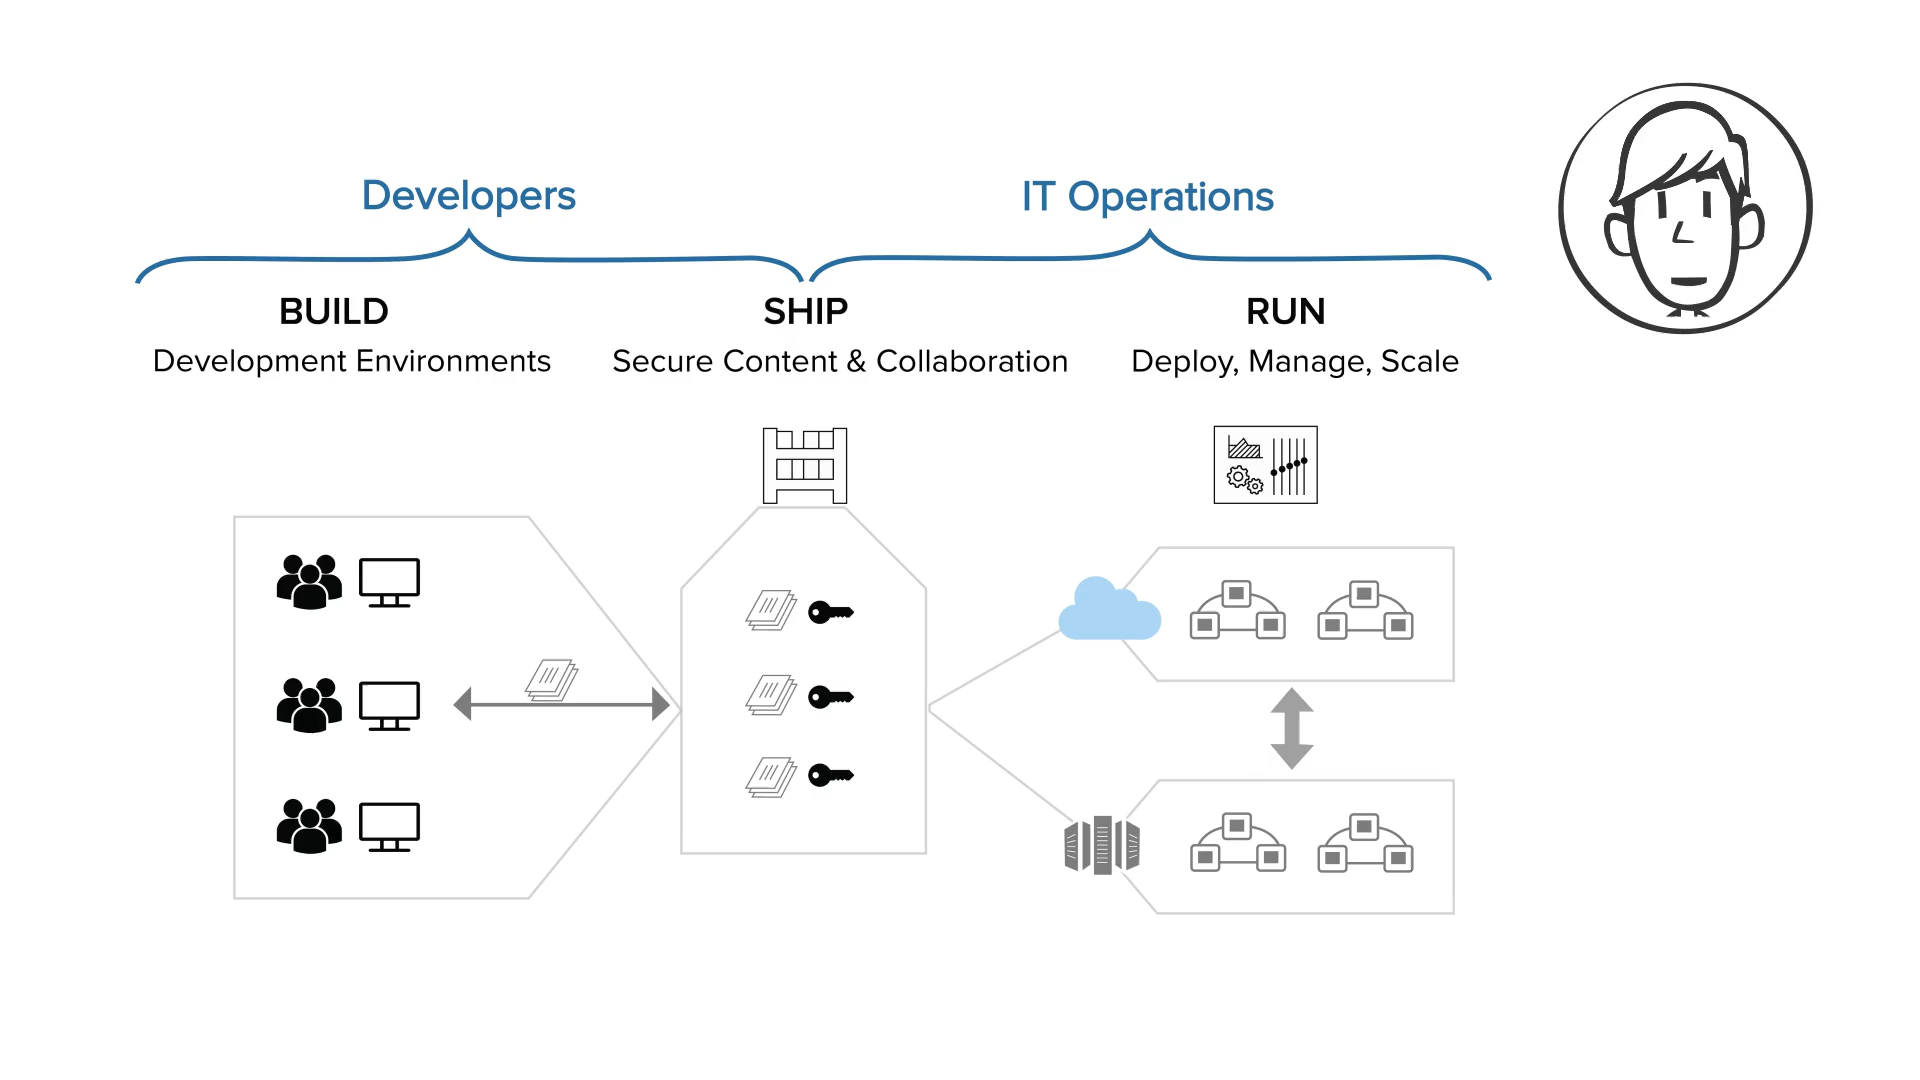 Developers
IT Operations
BUILD
SHIP
RUN
Development Environments
Secure Content & Collaboration
Deploy, Manage, Scale